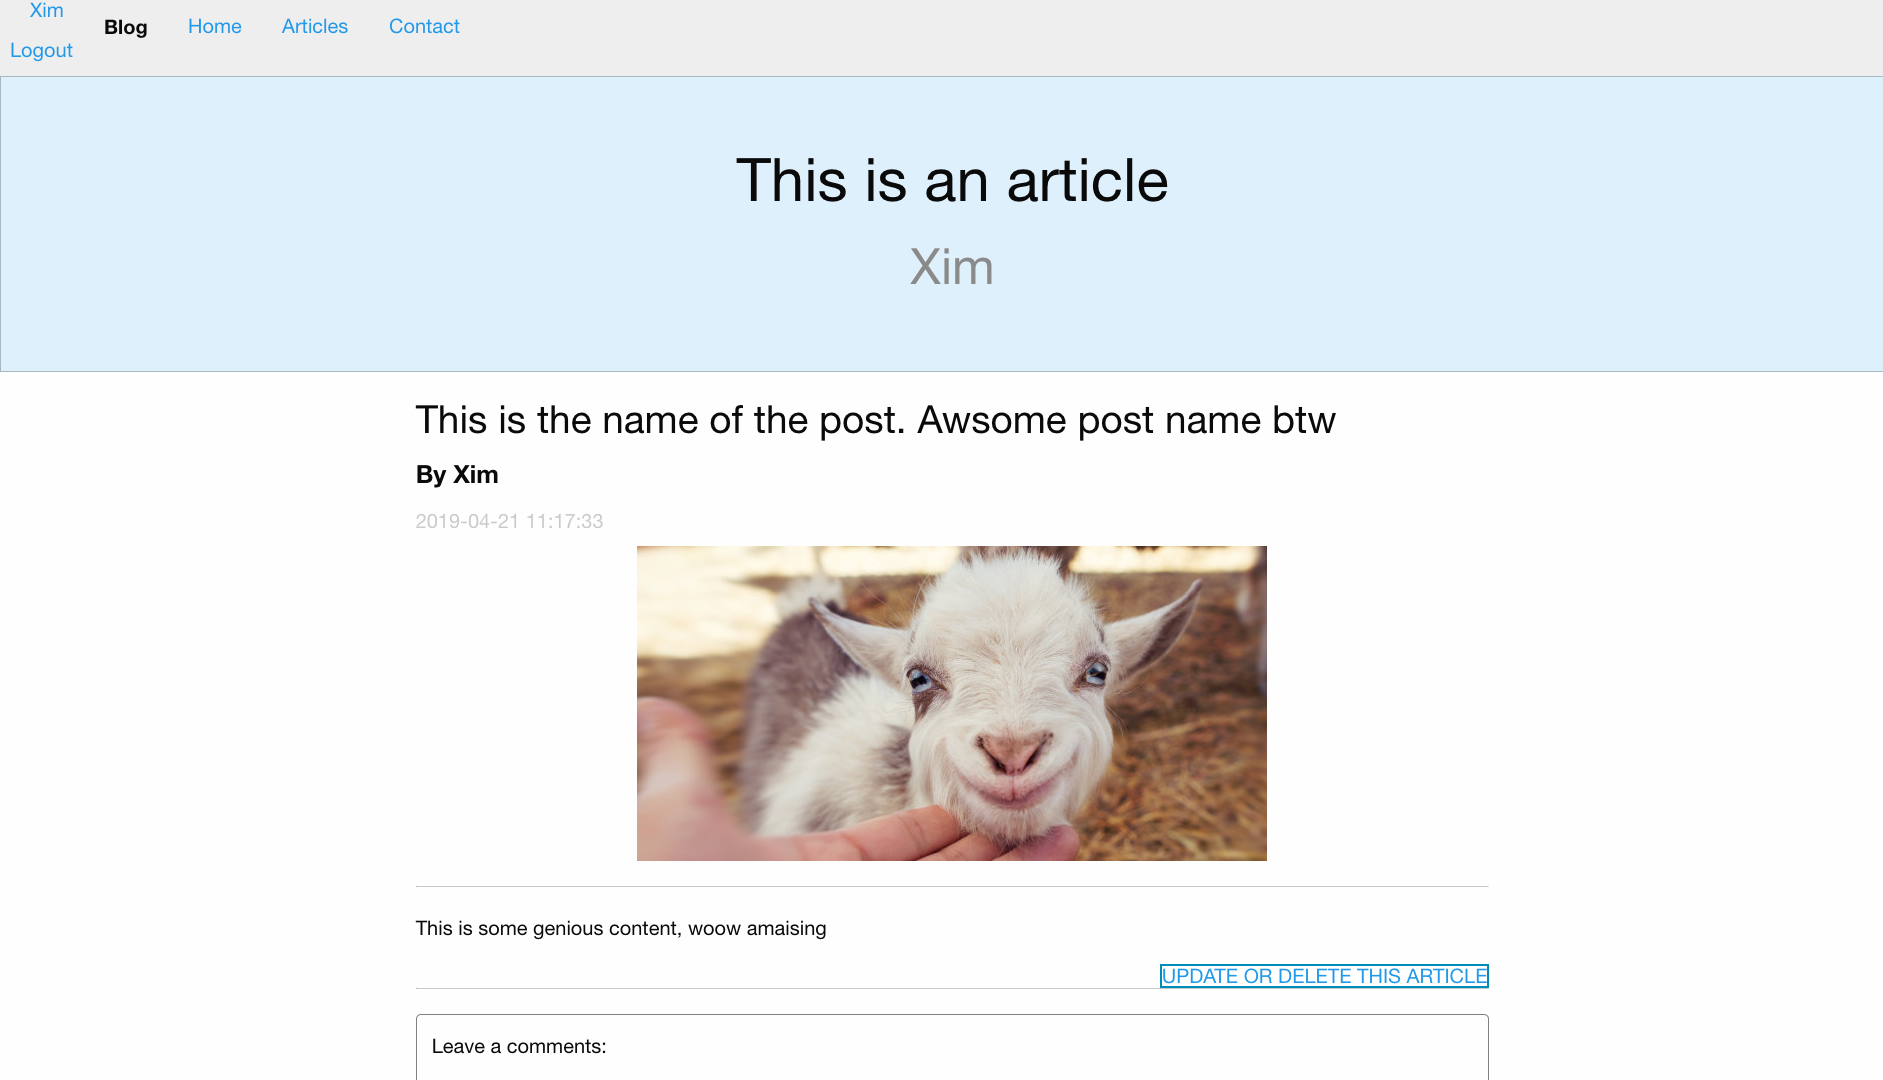 Xim
Logout
Blog Home Articles Contact
This is an article
Xim
This is the name of the post. Awsome post name btw
By Xim
2019-04-21 11:17:33
This is some genious content, woow amaising
UPDATE OR DELETE THIS ARTICLE
Leave a comments: